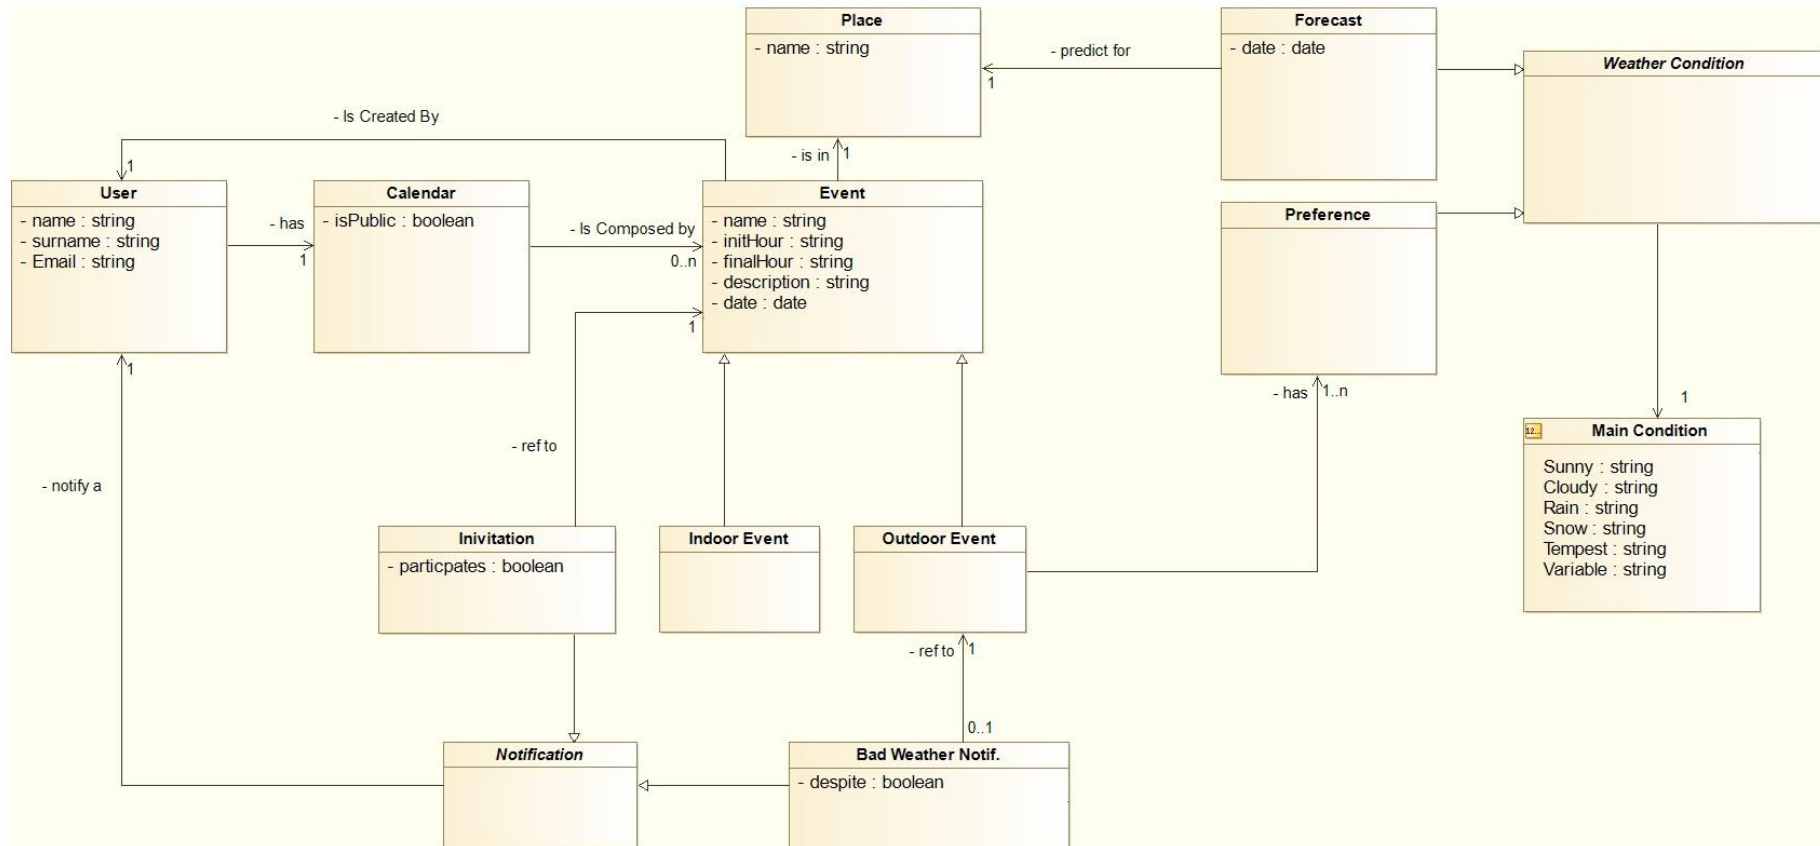 Place
- name : string
Forecast
- date : date
Weather Condition
- predict for
1
- Is Created By
1
- is in
1
User
- name : string
- surname : string
- Email : string
- has
1
Calendar
- isPublic : boolean
- Is Composed by
0..n
Event
- name : string
- initHour : string
- finalHour : string
- description : string
- date : date
Preference
1
1
- has
1..n
1
Main Condition
12...
Sunny : string
Cloudy : string
Rain : string
Snow : string
Tempest : string
Variable : string
- ref to
- notify a
Inivitation
- particpates : boolean
Indoor Event
Outdoor Event
- ref to
1
0..1
Notification
Bad Weather Notif.
- despite : boolean